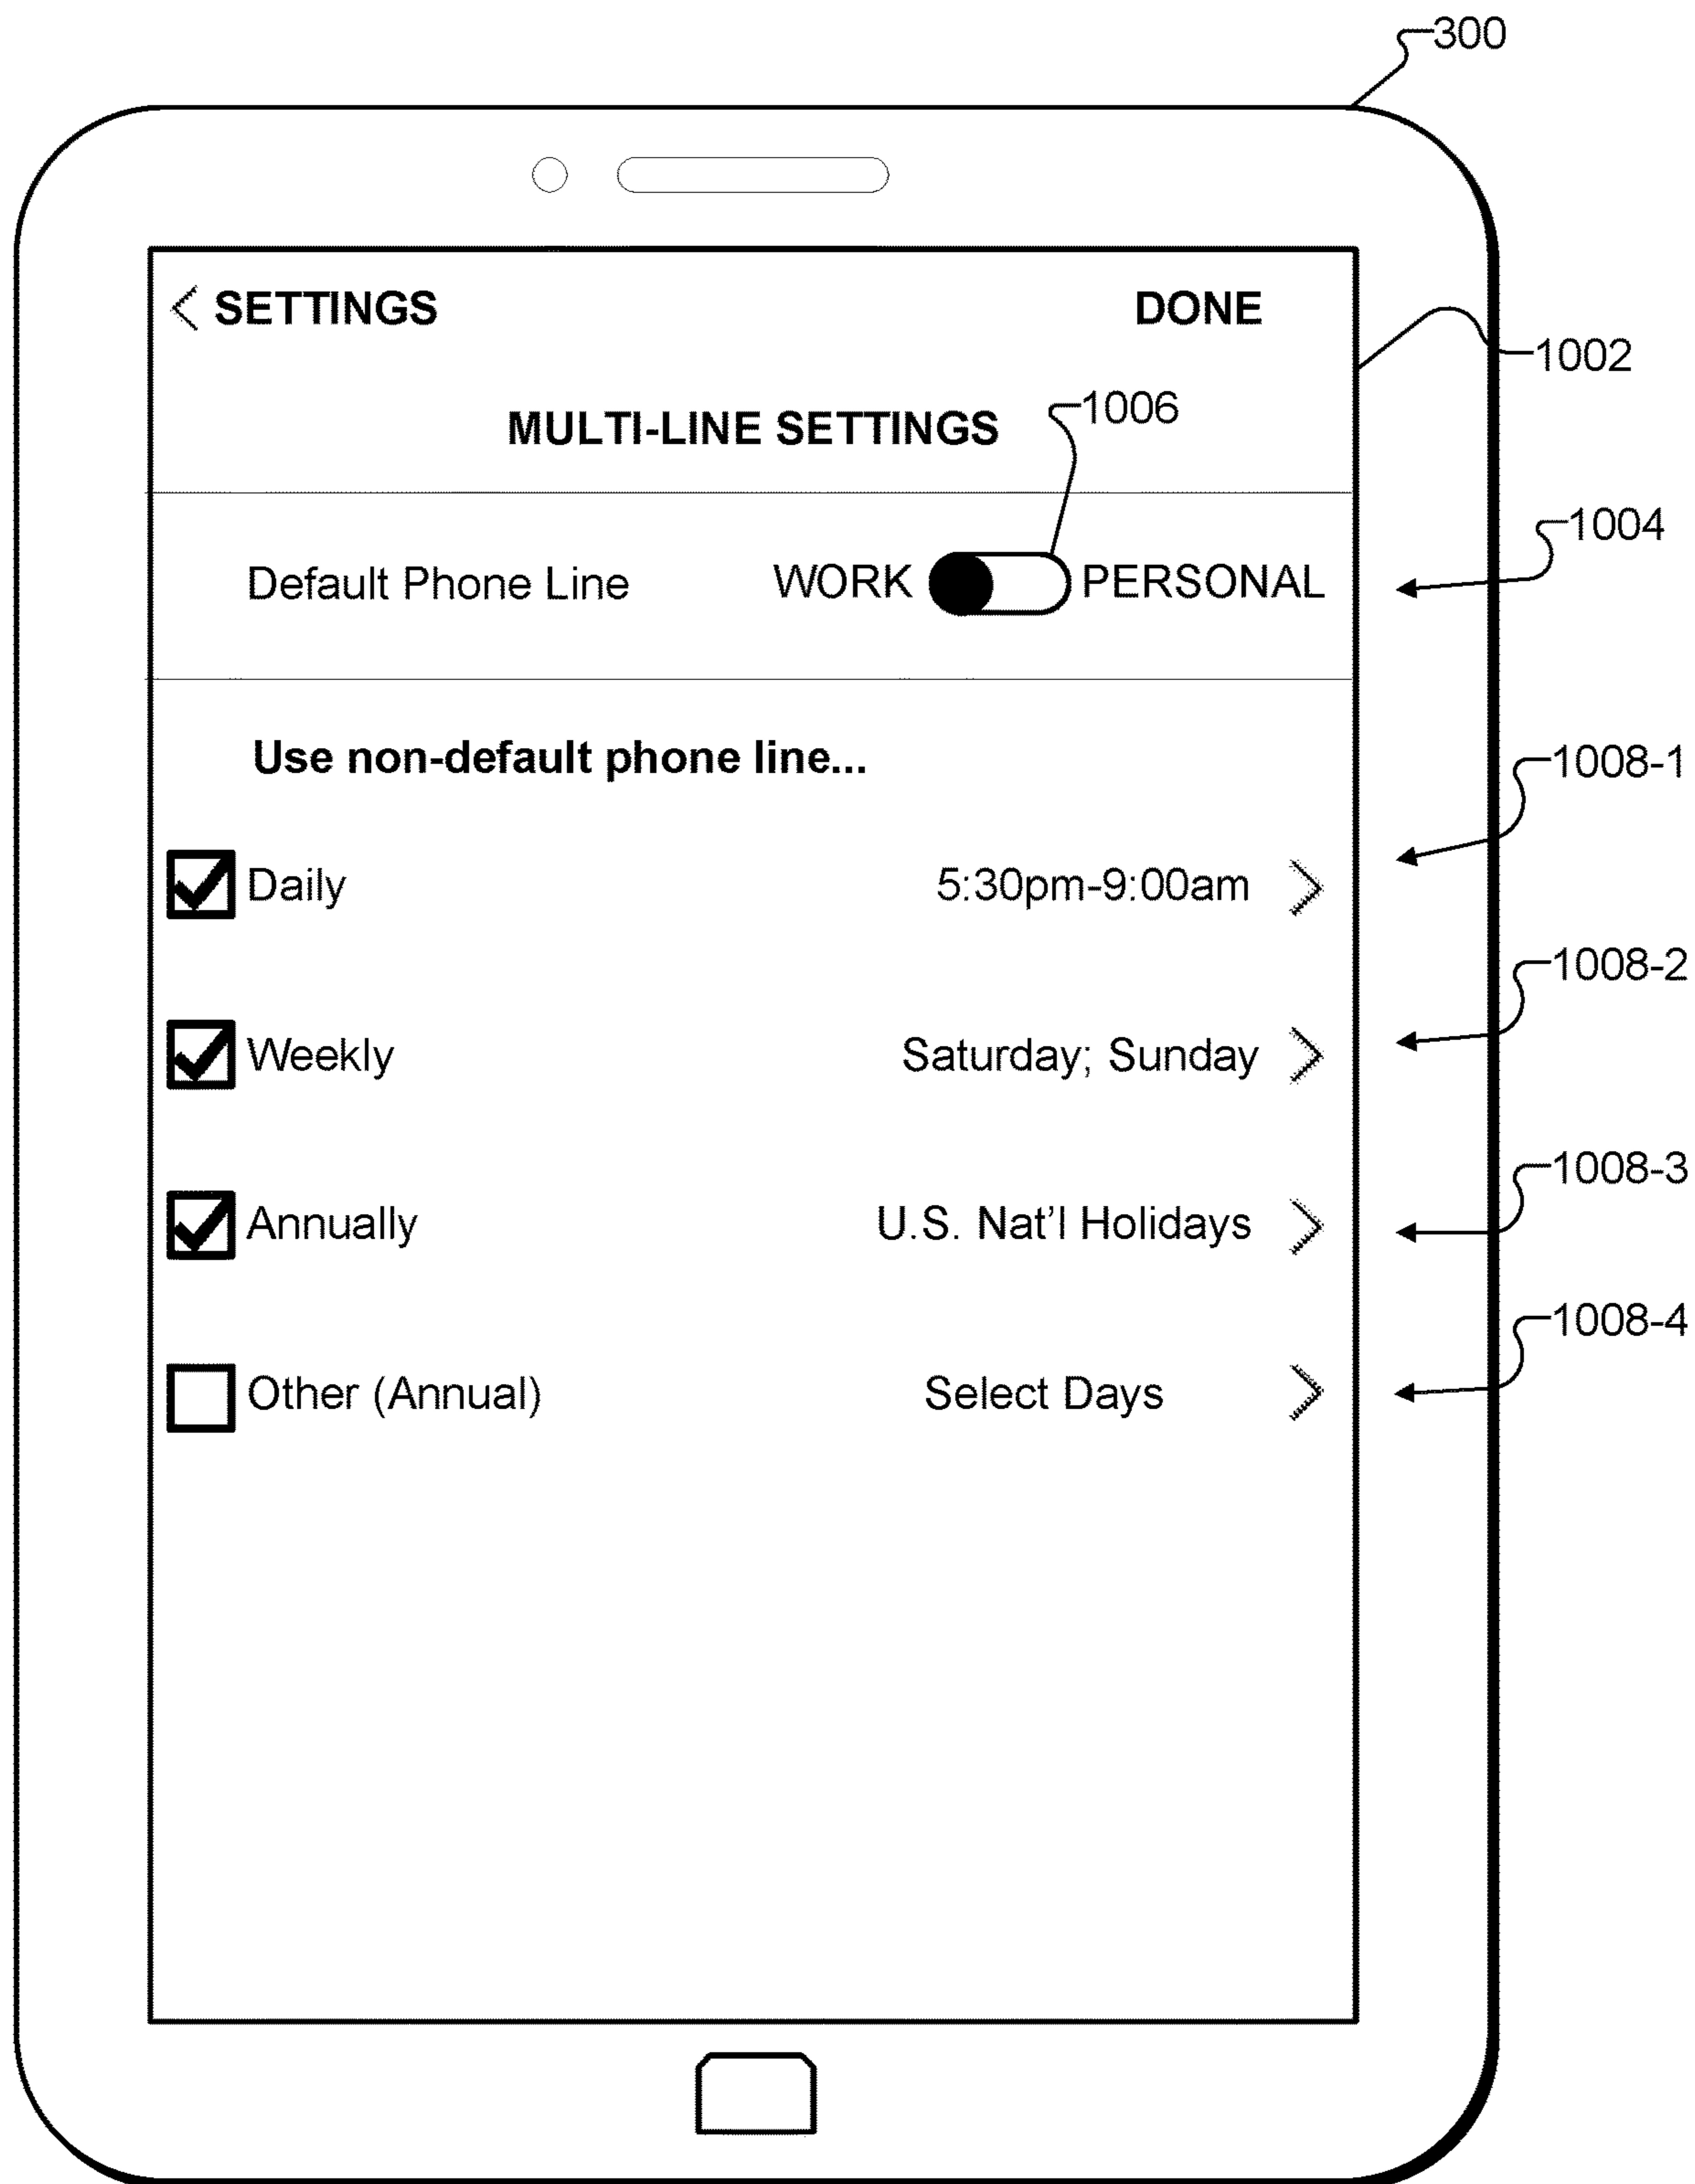 300
SETTINGS DONE
1002
MULTI-LINE SETTINGS
1006
1004
Default Phone Line WORK PERSONAL
Use non-default phone line...
1008-1
Daily 5:30pm-9:00am
1008-2
Weekly Saturday; Sunday
1008-3
Annually U.S. Nat'l Holidays
1008-4
Other (Annual) Select Days